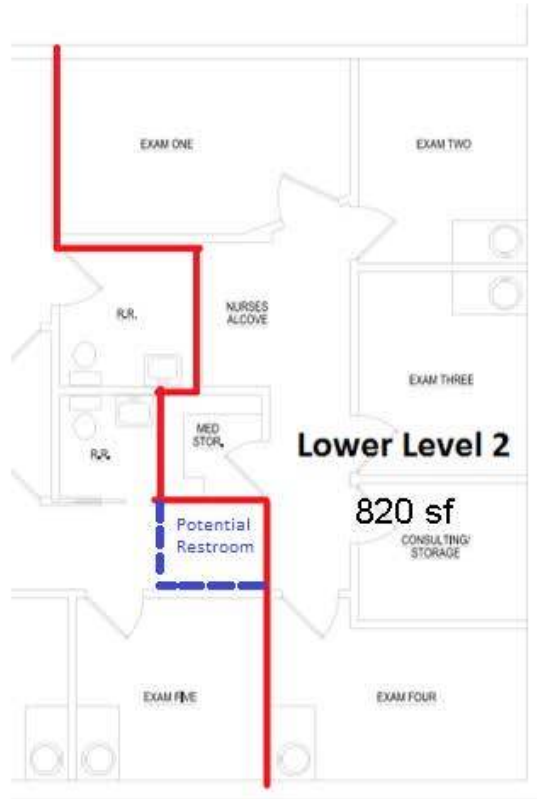 EXAM ONE
EXAM TWO
R.R.
NURSES
ALCOVE
EXAM THREE
MED
STOR.
R.R.
Lower Level 2
820 sf
Potential
Restroom
CONSULTING/
STORAGE
EXAM FIVE
EXAM FOUR